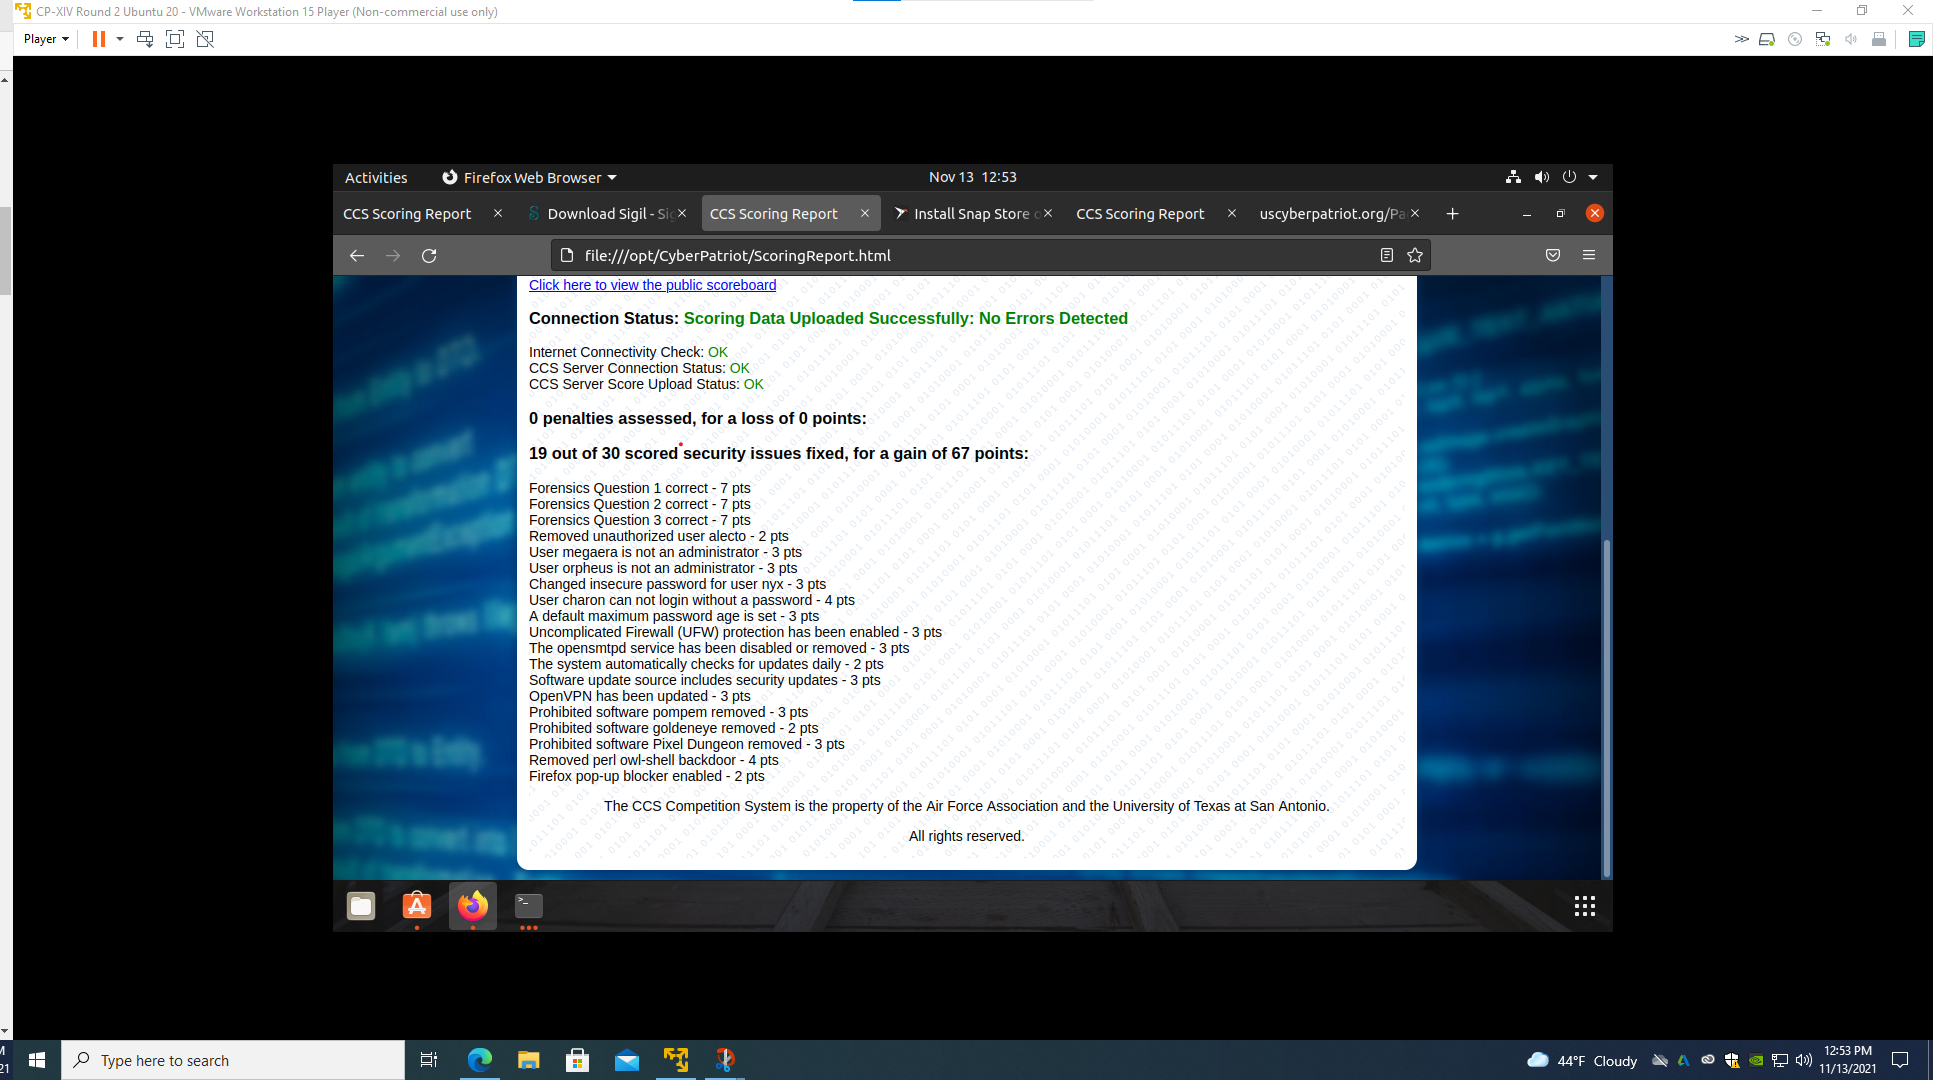 CP-XIV Round 2 Ubuntu 20 - VMware Workstation 15 Player (Non-commercial use only)
Player
Activities
Firefox Web Browser
Nov 13 12:53
CCS Scoring Report
Download Sigil - Sig
CCS Scoring Report
Install Snap Store o
CCS Scoring Report
uscyberpatriot.org/Pa
file:///opt/CyberPatriot/ScoringReport.html
Click here to view the public scoreboard
Connection Status: Scoring Data Uploaded Successfully: No Errors Detected
Internet Connectivity Check: OK
CCS Server Connection Status: OK
CCS Server Score Upload Status: OK
0 penalties assessed, for a loss of 0 points:
19 out of 30 scored security issues fixed, for a gain of 67 points:
Forensics Question 1 correct - 7 pts
Forensics Question 2 correct - 7 pts
Forensics Question 3 correct - 7 pts
Removed unauthorized user alecto - 2 pts
User megaera is not an administrator - 3 pts
User orpheus is not an administrator - 3 pts
Changed insecure password for user nyx - 3 pts
User charon can not login without a password - 4 pts
A default maximum password age is set - 3 pts
Uncomplicated Firewall (UFW) protection has been enabled - 3 pts
The opensmtpd service has been disabled or removed - 3 pts
The system automatically checks for updates daily - 2 pts
Software update source includes security updates - 3 pts
OpenVPN has been updated - 3 pts
Prohibited software pompem removed - 3 pts
Prohibited software goldeneye removed - 2 pts
Prohibited software Pixel Dungeon removed - 3 pts
Removed perl owl-shell backdoor - 4 pts
Firefox pop-up blocker enabled - 2 pts
The CCS Competition System is the property of the Air Force Association and the University of Texas at San Antonio.
All rights reserved.
Type here to search
44°F Cloudy
12:53 PM
11/13/2021